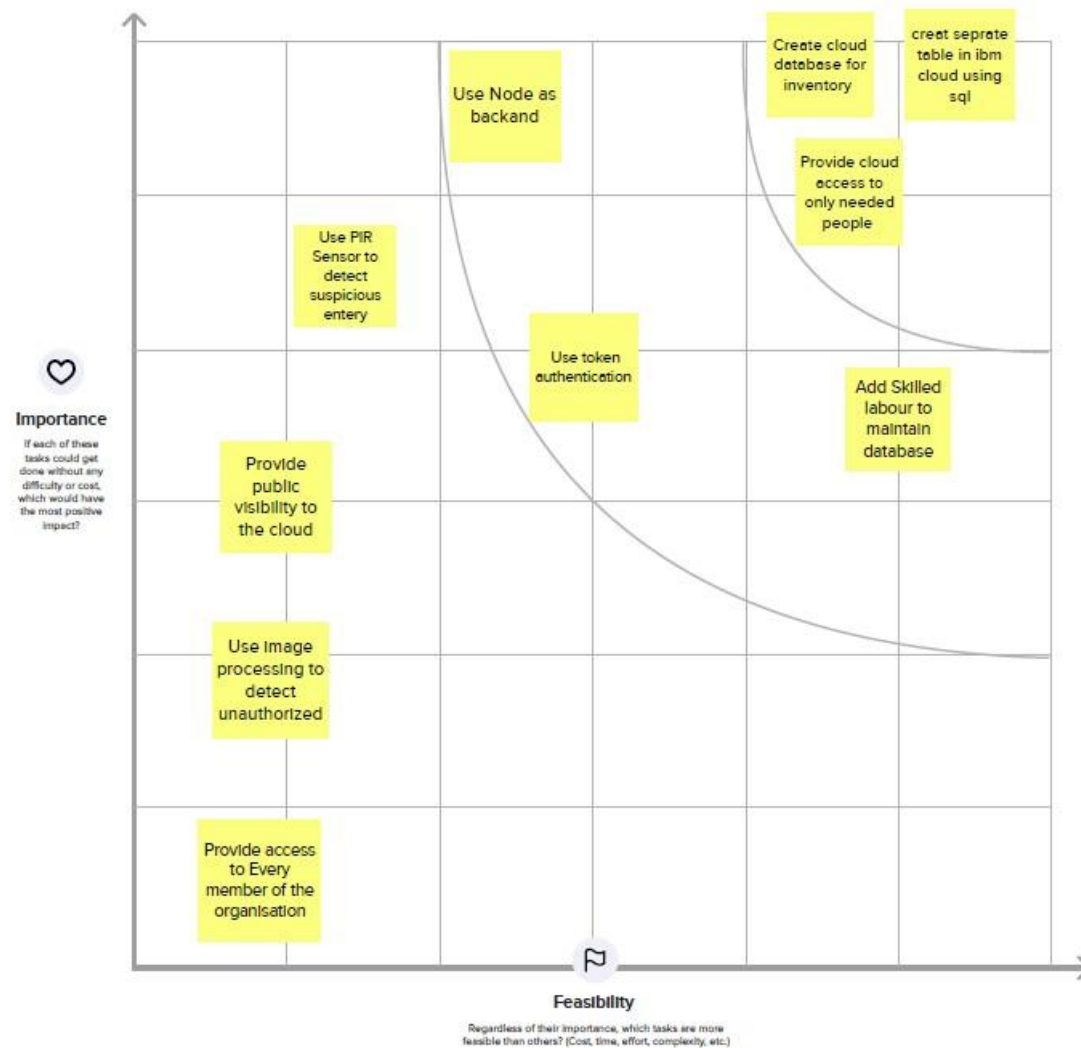 Create cloud
database for
inventory
creat seprate
table in ibm
cloud using
sql
Use Node as
backand
Provide cloud
access to
only needed
people
Use PIR
Sensor to
detect
suspicious
entery
Use token
authentication
Add Skilled
labour to
maintain
database
Importance
If each of these
tasks could get
done without any
difficulty or cost,
which would have
the most positive
impact?
Provide
public
visibility to
the cloud
Use image
processing to
detect
unauthorized
Provide access
to Every
member of the
organisation
Feasibility
Regardless of their importance, which tasks are more
feasible than others? (Cost, time, effort, complexity, etc.)